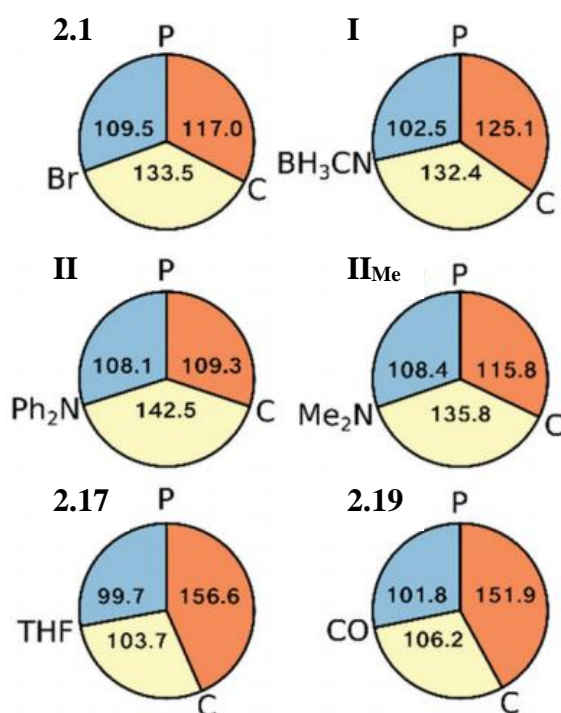 2.1 P I P
109.5 117.0 102.5 125.1
Br 133.5 C BH₃CN 132.4 C
II P II_Me P
108.1 109.3 108.4 115.8
Ph₂N 142.5 C Me₂N 135.8 C
2.17 P 2.19 P
99.7 156.6 101.8 151.9
THF 103.7 CO 106.2
C C